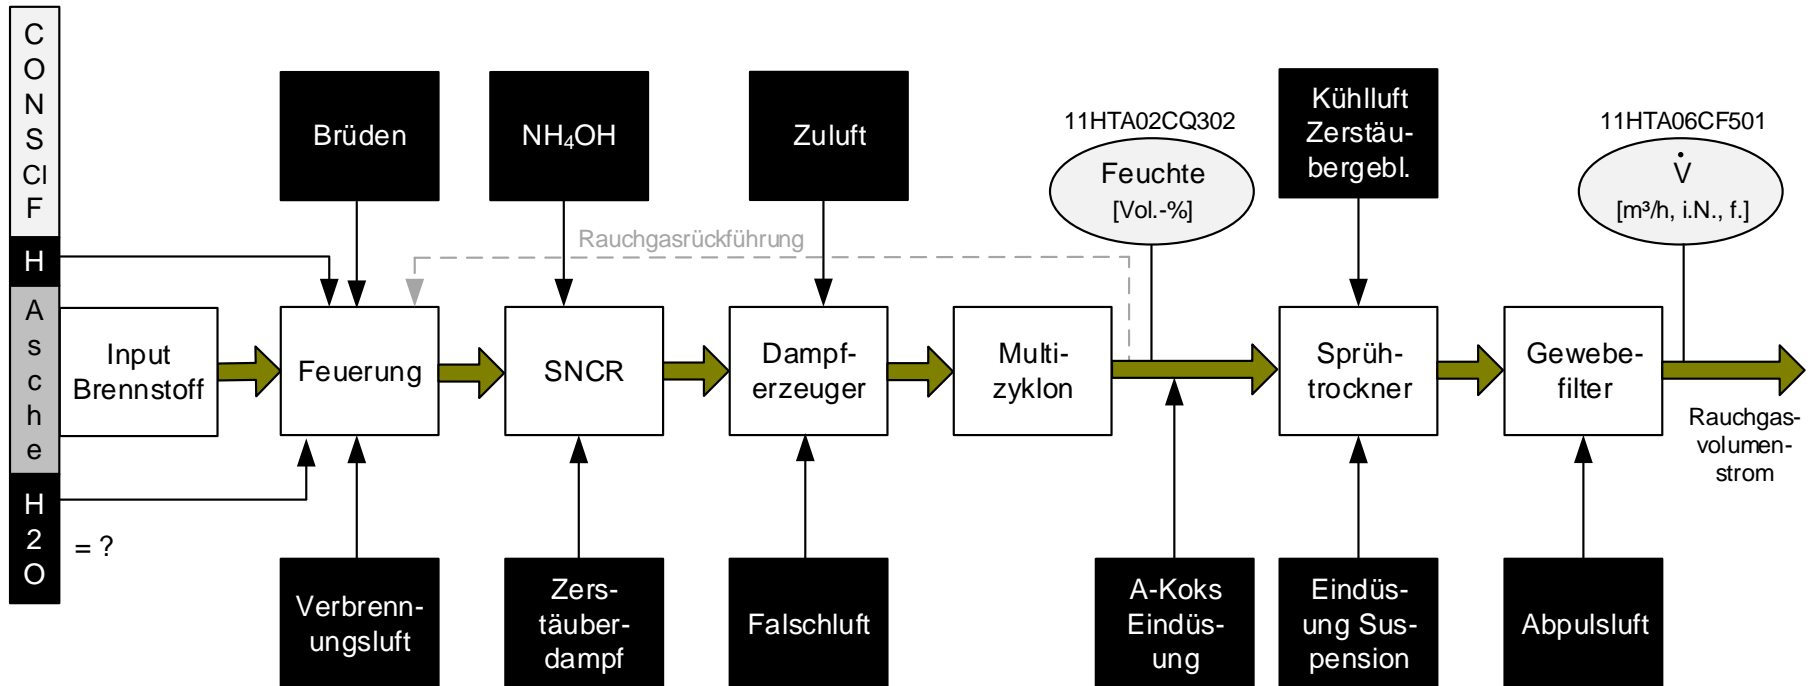 C
O
N
S
Cl
F
H
A
s
c
h
e
H
2
O
= ?
Brüden
NH₄OH
Zuluft
11HTA02CQ302
Feuchte
[Vol.-%]
Kühlluft
Zerstäu-
bergebl.
11HTA06CF501
V̇
[m³/h, i.N., f.]
Rauchgasrückführung
Input
Brennstoff
Feuerung
SNCR
Dampf-
erzeuger
Multi-
zyklon
Sprüh-
trockner
Gewebe-
filter
Rauchgas-
volumen-
strom
Verbrenn-
ungsluft
Zers-
täuber-
dampf
Falschluft
A-Koks
Eindüs-
ung
Eindüs-
ung Sus-
pension
Abpulsluft